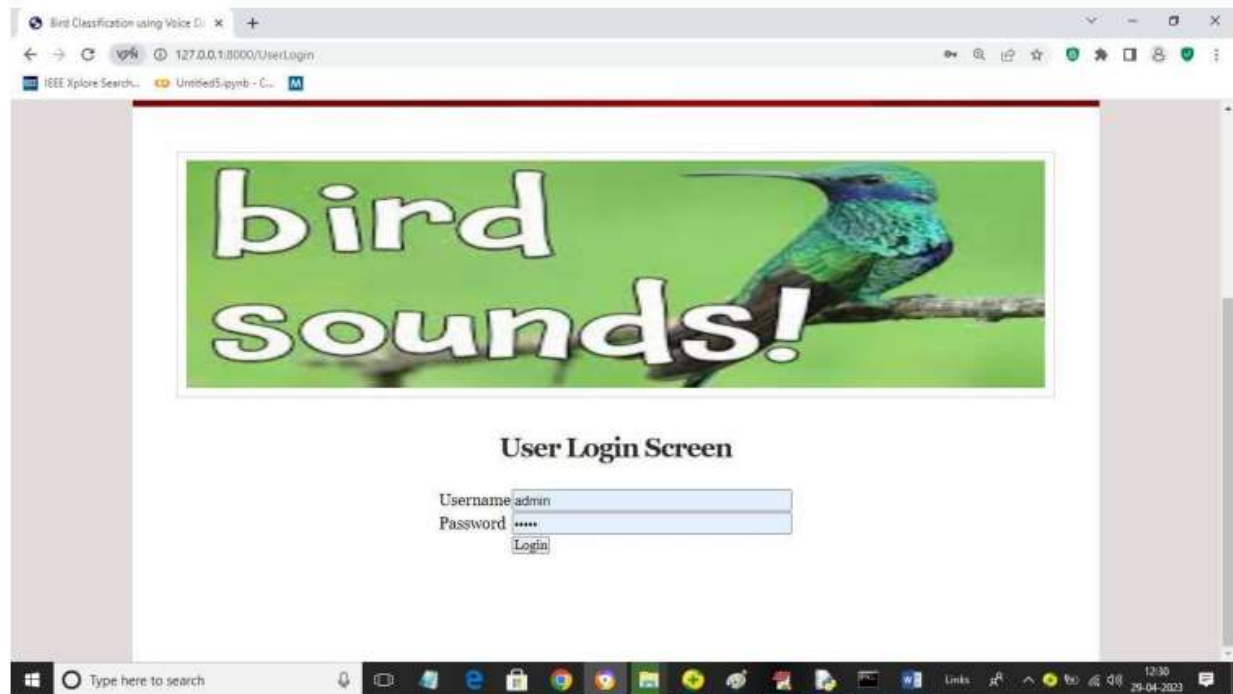 Bird Classification using Voice D
127.0.0.1:8000/UserLogin
IEEE Xplore Search...
Untitled5.ipynb - C...
M
bird
sounds!
User Login Screen
Username admin
Password •••••
Login
Type here to search
Links
12:30
29-04-2023